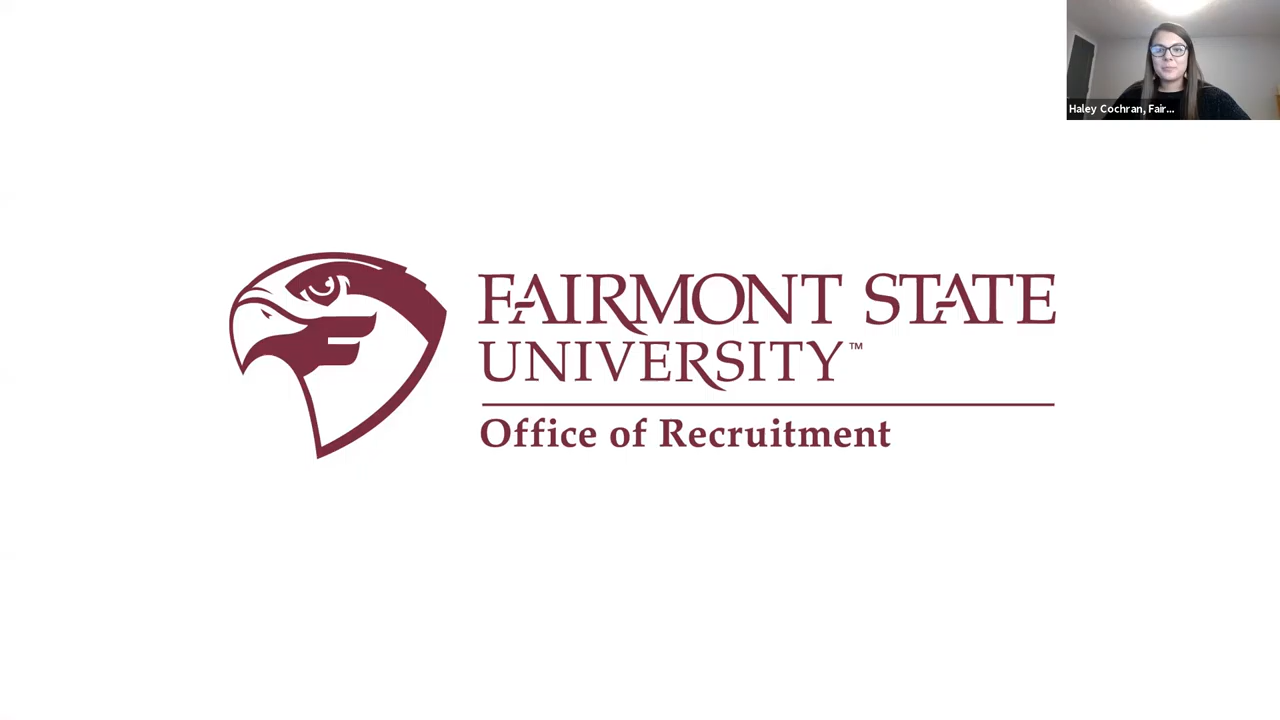 Haley Cochran, Fair...
FAIRMONT STATE
UNIVERSITY™
Office of Recruitment